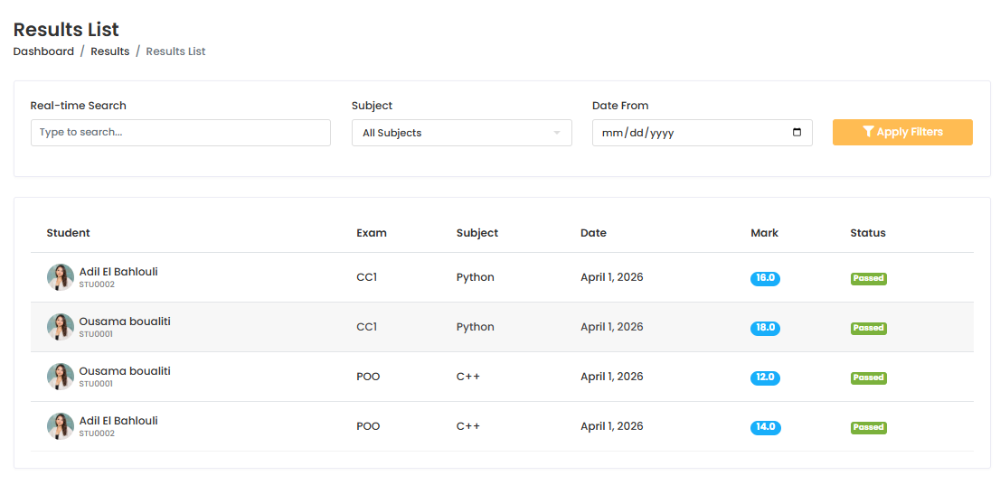 Results List
Dashboard / Results / Results List
Real-time Search
Subject
Date From
Type to search...
All Subjects
mm/dd/yyyy
Apply Filters
Student Exam Subject Date Mark Status
Adil El Bahlouli
STU0002
CC1 Python April 1, 2026 16.0 Passed
Ousama boualiti
STU0001
CC1 Python April 1, 2026 18.0 Passed
Ousama boualiti
STU0001
POO C++ April 1, 2026 12.0 Passed
Adil El Bahlouli
STU0002
POO C++ April 1, 2026 14.0 Passed